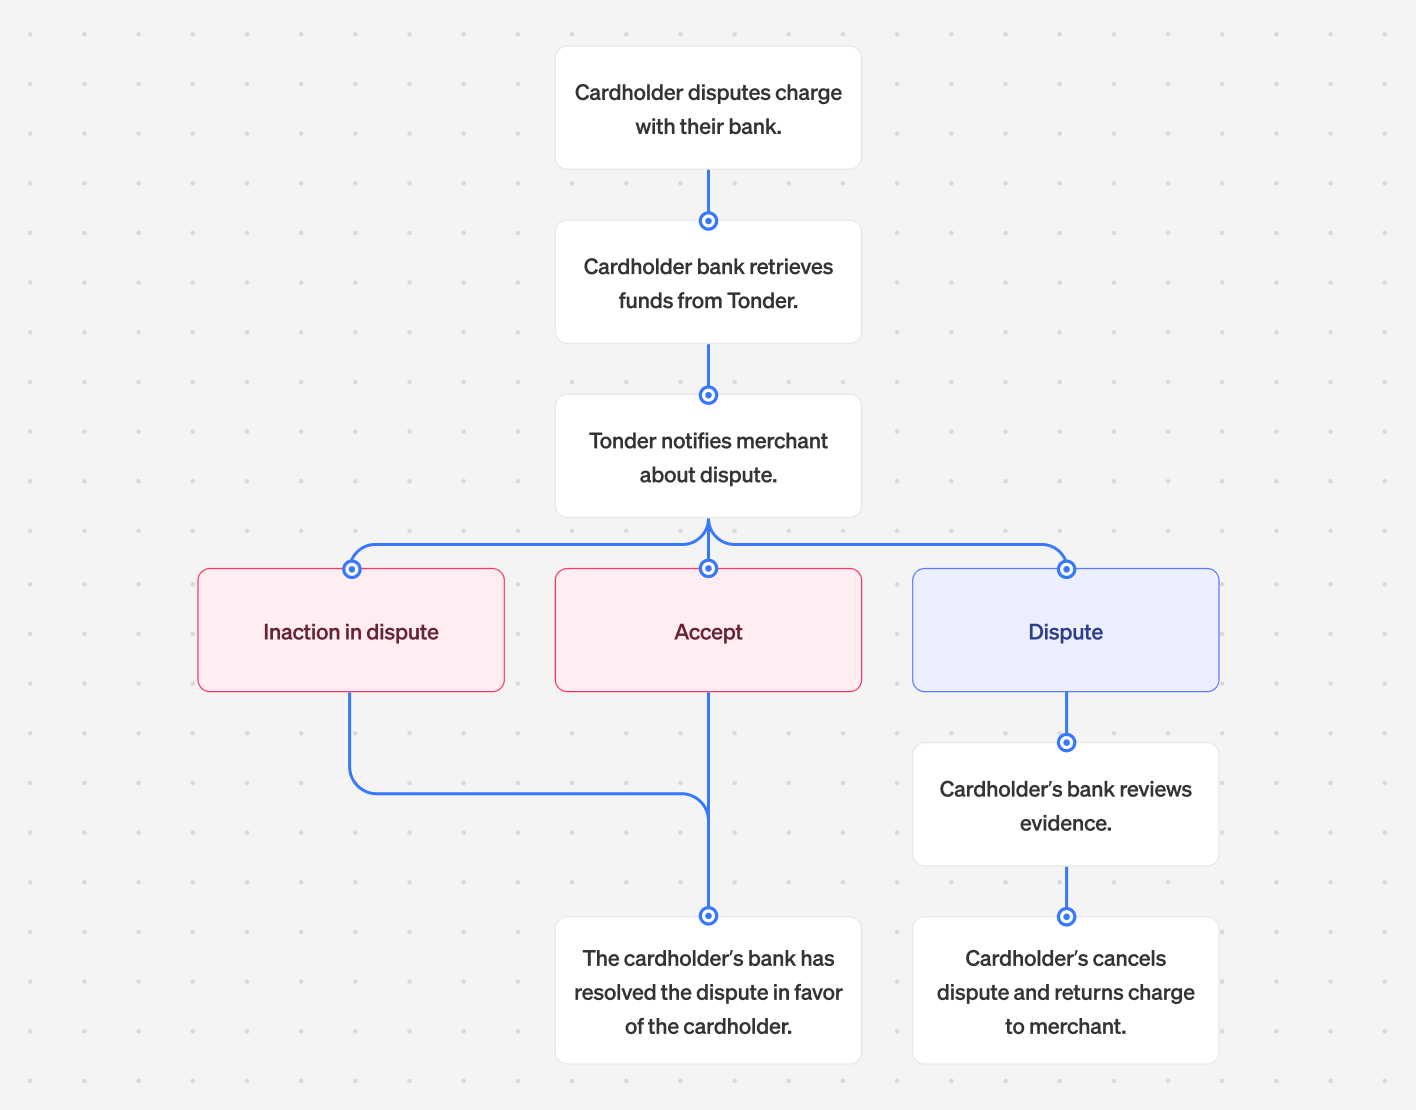 Cardholder disputes charge
with their bank.
Cardholder bank retrieves
funds from Tonder.
Tonder notifies merchant
about dispute.
Inaction in dispute
Accept
Dispute
Cardholder’s bank reviews
evidence.
The cardholder’s bank has
resolved the dispute in favor
of the cardholder.
Cardholder’s cancels
dispute and returns charge
to merchant.